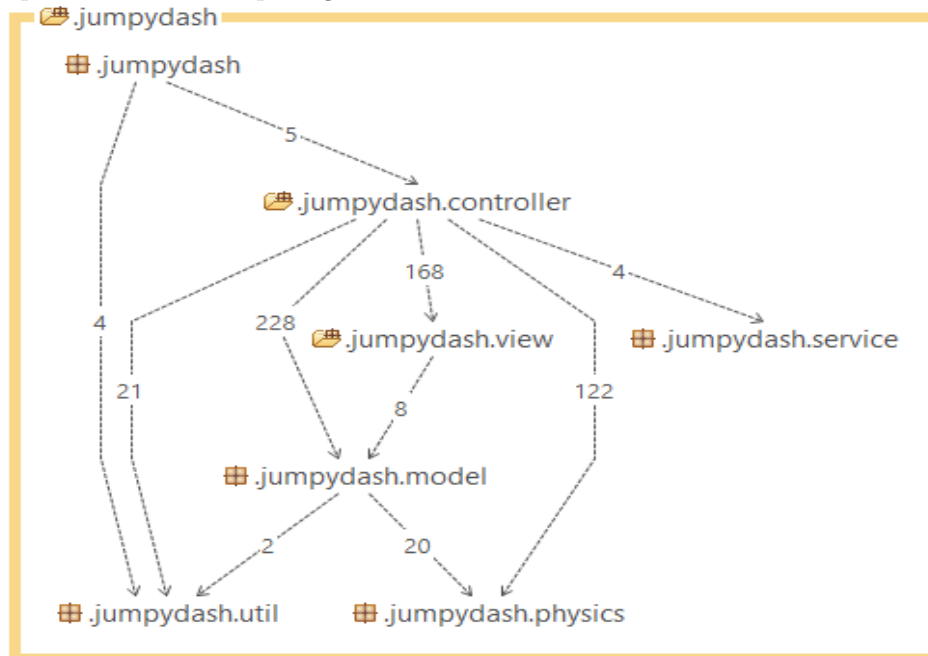 .jumpydash
.jumpydash
5
.jumpydash.controller
168
4
4
228
.jumpydash.view
.jumpydash.service
21
122
8
.jumpydash.model
2
20
.jumpydash.util
.jumpydash.physics